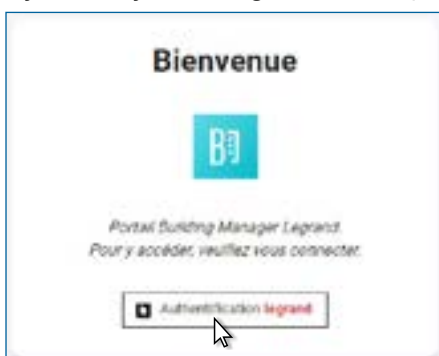 Bienvenue
B
Portail Building Manager Legrand.
Pour y accéder, veuillez vous connecter.
Authentification legrand